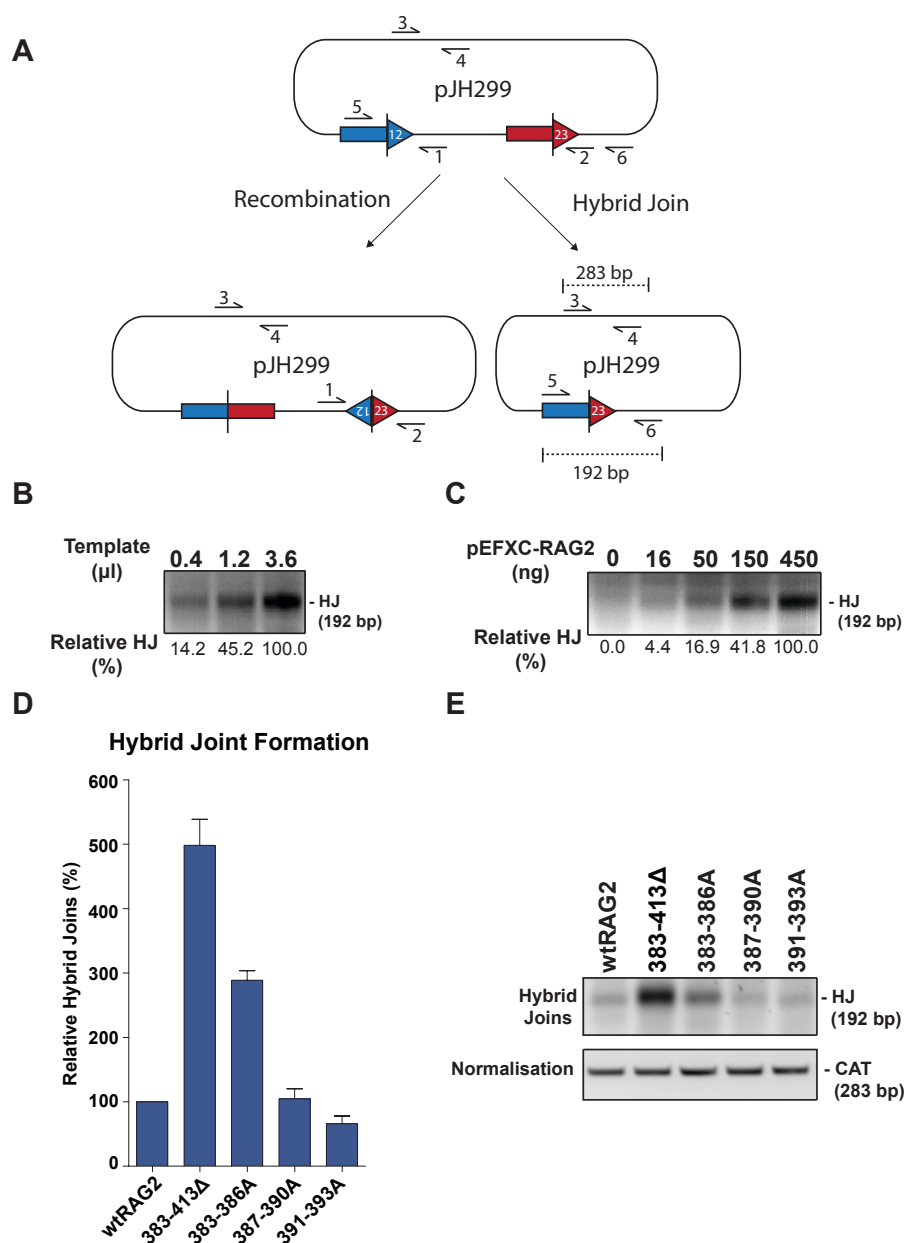 A
3
4
pJH299
5
12
23
1
2
6
Recombination
Hybrid Join
283 bp
3
4
pJH299
1
12
23
2
3
4
pJH299
5
23
6
192 bp
B
Template
(µl)
0.4 1.2 3.6
- HJ
(192 bp)
Relative HJ
(%)
14.2 45.2 100.0
C
pEFXC-RAG2
(ng)
0 16 50 150 450
- HJ
(192 bp)
Relative HJ
(%)
0.0 4.4 16.9 41.8 100.0
D
Hybrid Joint Formation
Relative Hybrid Joins (%)
600
500
400
300
200
100
0
wtRAG2
383-413Δ
383-386A
387-390A
391-393A
E
wtRAG2
383-413Δ
383-386A
387-390A
391-393A
Hybrid
Joins
- HJ
(192 bp)
Normalisation
- CAT
(283 bp)